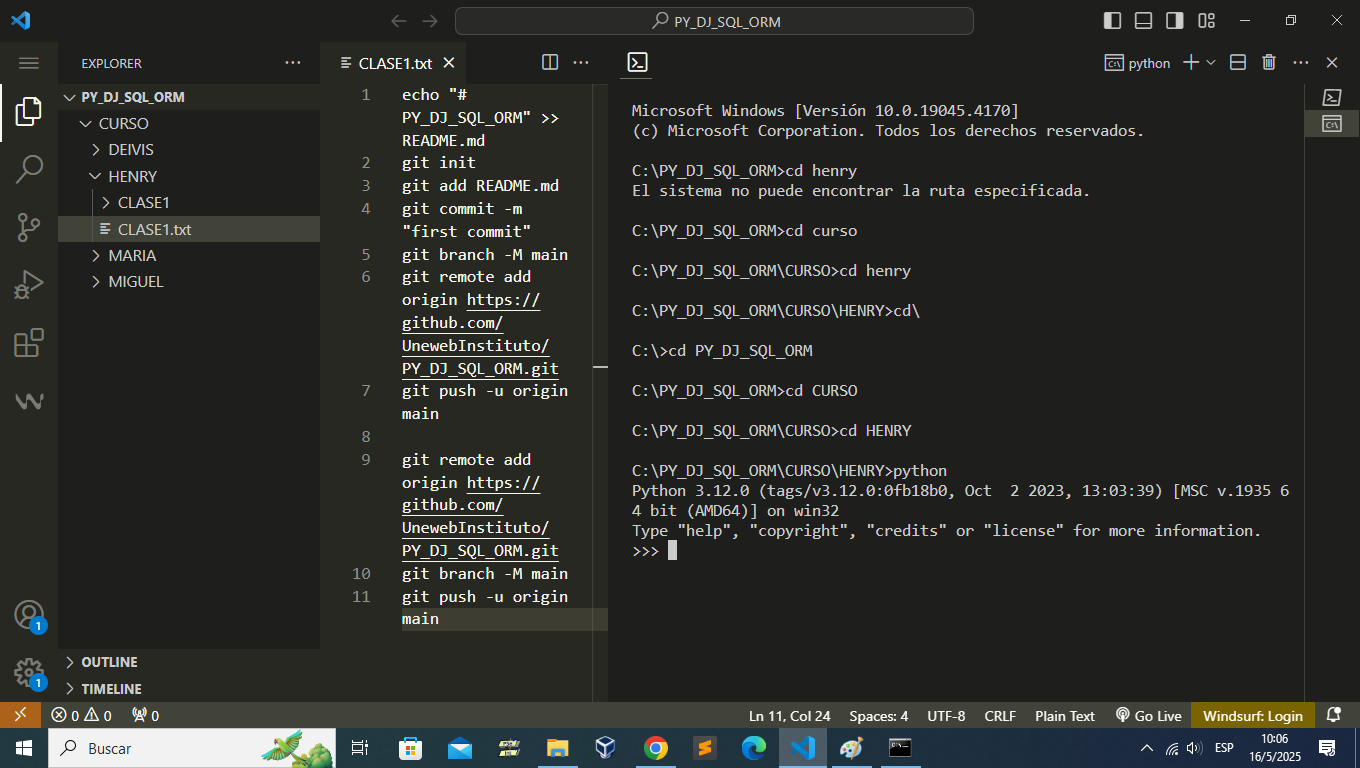 PY_DJ_SQL_ORM
EXPLORER
PY_DJ_SQL_ORM
CURSO
DEIVIS
HENRY
CLASE1
CLASE1.txt
MARIA
MIGUEL
OUTLINE
TIMELINE
1
1
CLASE1.txt
1 echo "#
PY_DJ_SQL_ORM" >>
README.md
2 git init
3 git add README.md
4 git commit -m
"first commit"
5 git branch -M main
6 git remote add
origin https://
github.com/
UnewebInstituto/
PY_DJ_SQL_ORM.git
7 git push -u origin
main
8
9 git remote add
origin https://
github.com/
UnewebInstituto/
PY_DJ_SQL_ORM.git
10 git branch -M main
11 git push -u origin
main
python
Microsoft Windows [Versión 10.0.19045.4170]
(c) Microsoft Corporation. Todos los derechos reservados.
C:\PY_DJ_SQL_ORM>cd henry
El sistema no puede encontrar la ruta especificada.
C:\PY_DJ_SQL_ORM>cd curso
C:\PY_DJ_SQL_ORM\CURSO>cd henry
C:\PY_DJ_SQL_ORM\CURSO\HENRY>cd\
C:\>cd PY_DJ_SQL_ORM
C:\PY_DJ_SQL_ORM>cd CURSO
C:\PY_DJ_SQL_ORM\CURSO>cd HENRY
C:\PY_DJ_SQL_ORM\CURSO\HENRY>python
Python 3.12.0 (tags/v3.12.0:0fb18b0, Oct  2 2023, 13:03:39) [MSC v.1935 6
4 bit (AMD64)] on win32
Type "help", "copyright", "credits" or "license" for more information.
>>>
0 0 0 Ln 11, Col 24 Spaces: 4 UTF-8 CRLF Plain Text Go Live Windsurf: Login
Buscar
ESP
10:06
16/5/2025